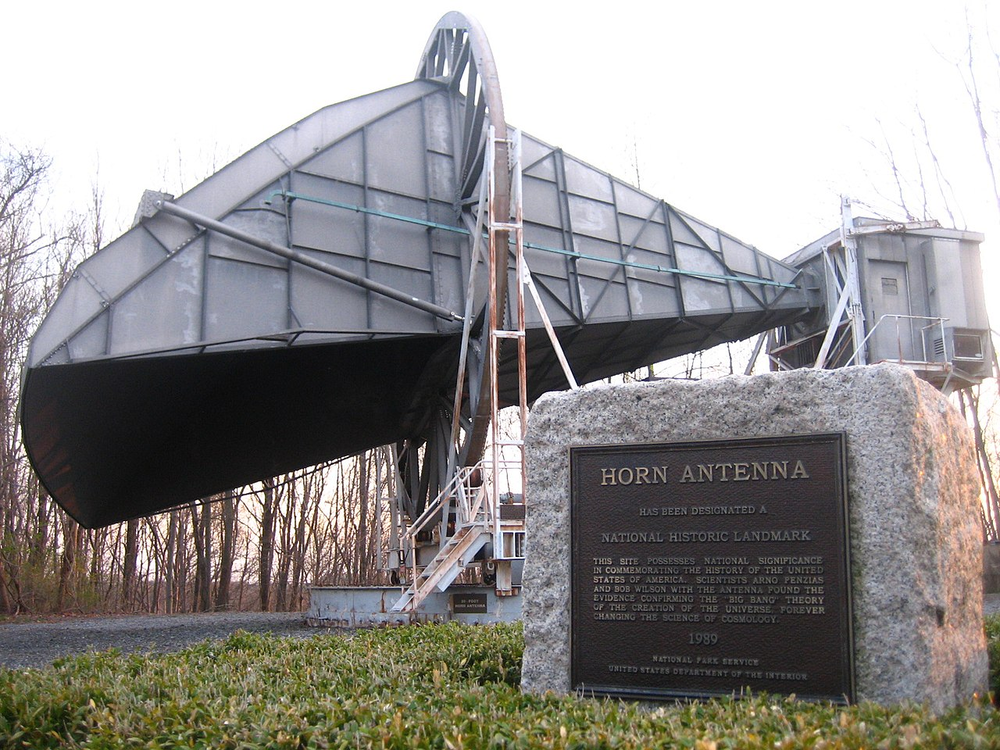 HORN ANTENNA
HAS BEEN DESIGNATED A
NATIONAL HISTORIC LANDMARK
THIS SITE POSSESSES NATIONAL SIGNIFICANCE
IN COMMEMORATING THE HISTORY OF THE UNITED
STATES OF AMERICA. SCIENTISTS ARNO PENZIAS
AND BOB WILSON WITH THE ANTENNA FOUND THE
EVIDENCE CONFIRMING THE "BIG BANG" THEORY
OF THE CREATION OF THE UNIVERSE, FOREVER
CHANGING THE SCIENCE OF COSMOLOGY.
1989
NATIONAL PARK SERVICE
UNITED STATES DEPARTMENT OF THE INTERIOR
20 - FOOT
HORN ANTENNA